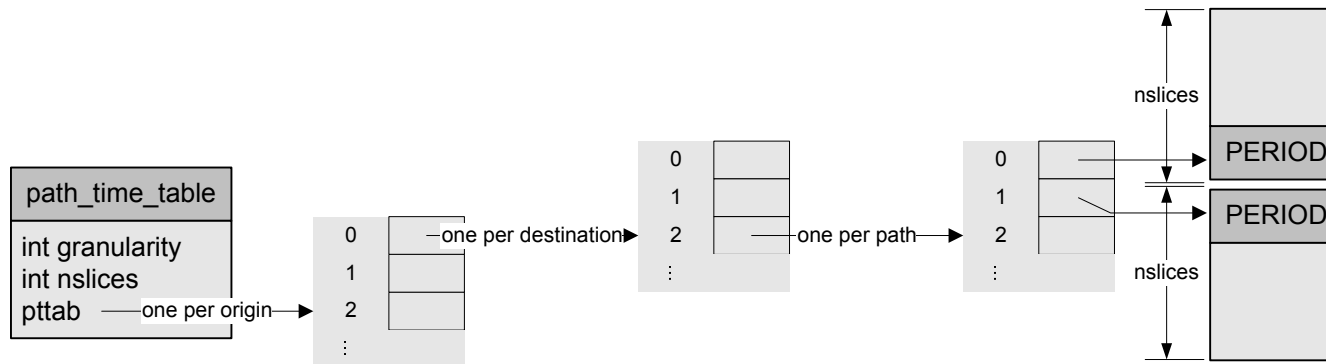 path_time_table
int granularity
int nslices
pttab
one per origin
0
1
2
⋮
one per destination
0
1
2
⋮
one per path
0
1
2
⋮
nslices
PERIOD
PERIOD
nslices